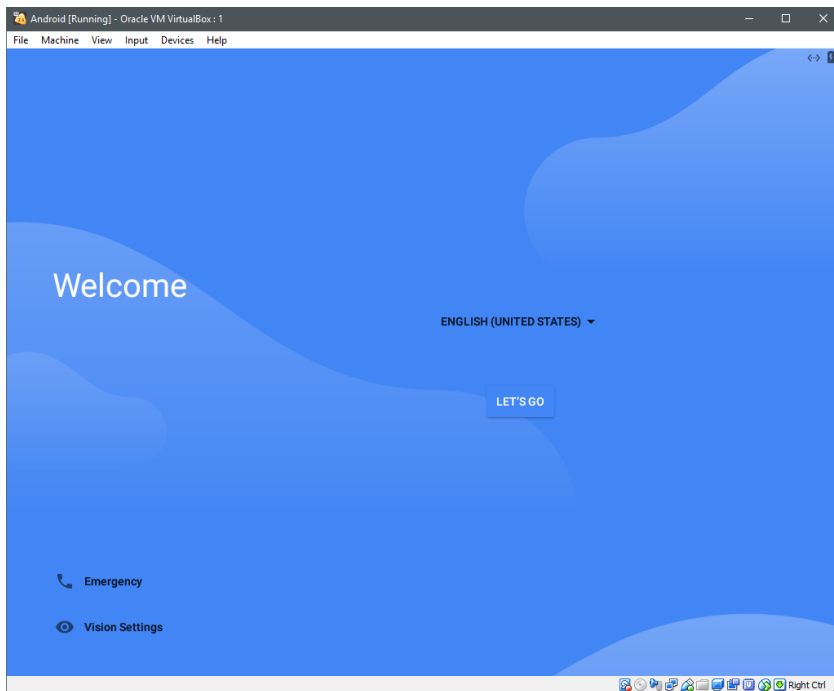 Android [Running] - Oracle VM VirtualBox : 1
File Machine View Input Devices Help
Welcome
ENGLISH (UNITED STATES)
LET'S GO
Emergency
Vision Settings
Right Ctrl